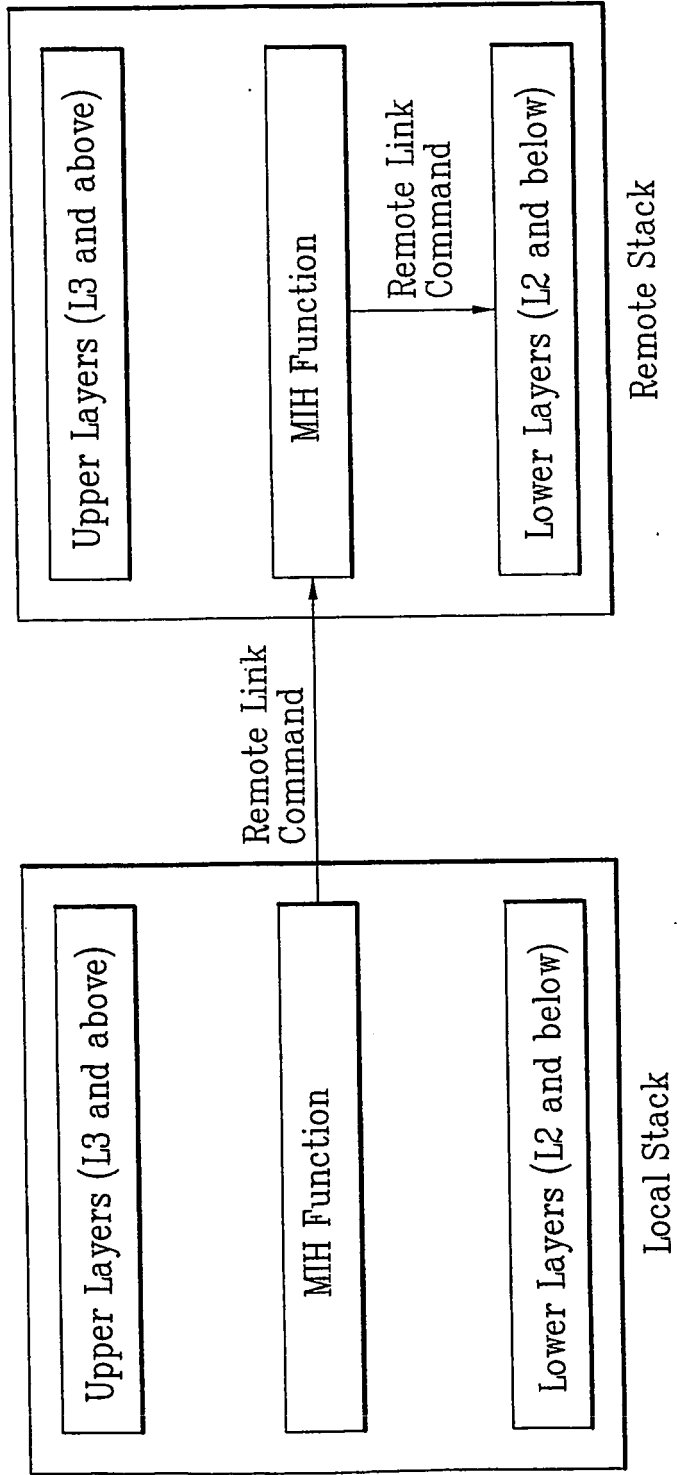 Upper Layers (L3 and above)
MIH Function
Lower Layers (L2 and below)
Local Stack
Remote Link
Command
Upper Layers (L3 and above)
MIH Function
Remote Link
Command
Lower Layers (L2 and below)
Remote Stack